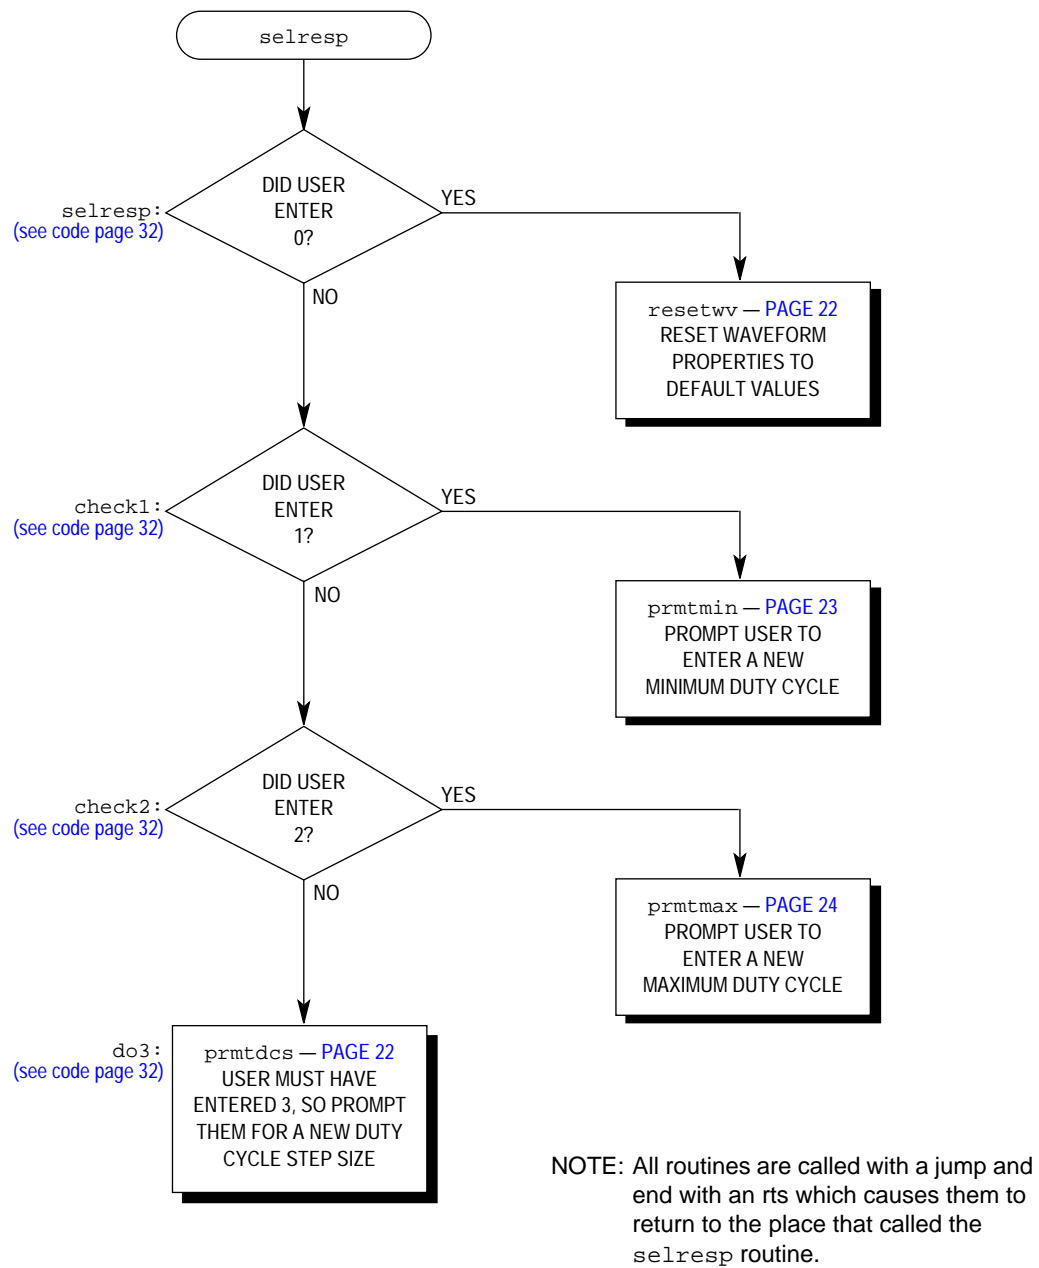 selresp
DID USER
ENTER
0?
YES
selresp:
(see code page 32)
NO
resetwv — PAGE 22
RESET WAVEFORM
PROPERTIES TO
DEFAULT VALUES
DID USER
ENTER
1?
YES
check1:
(see code page 32)
NO
prmtmin — PAGE 23
PROMPT USER TO
ENTER A NEW
MINIMUM DUTY CYCLE
DID USER
ENTER
2?
YES
check2:
(see code page 32)
NO
prmtmax — PAGE 24
PROMPT USER TO
ENTER A NEW
MAXIMUM DUTY CYCLE
do3:
(see code page 32)
prmtdcs — PAGE 22
USER MUST HAVE
ENTERED 3, SO PROMPT
THEM FOR A NEW DUTY
CYCLE STEP SIZE
NOTE: All routines are called with a jump and
end with an rts which causes them to
return to the place that called the
selresp routine.